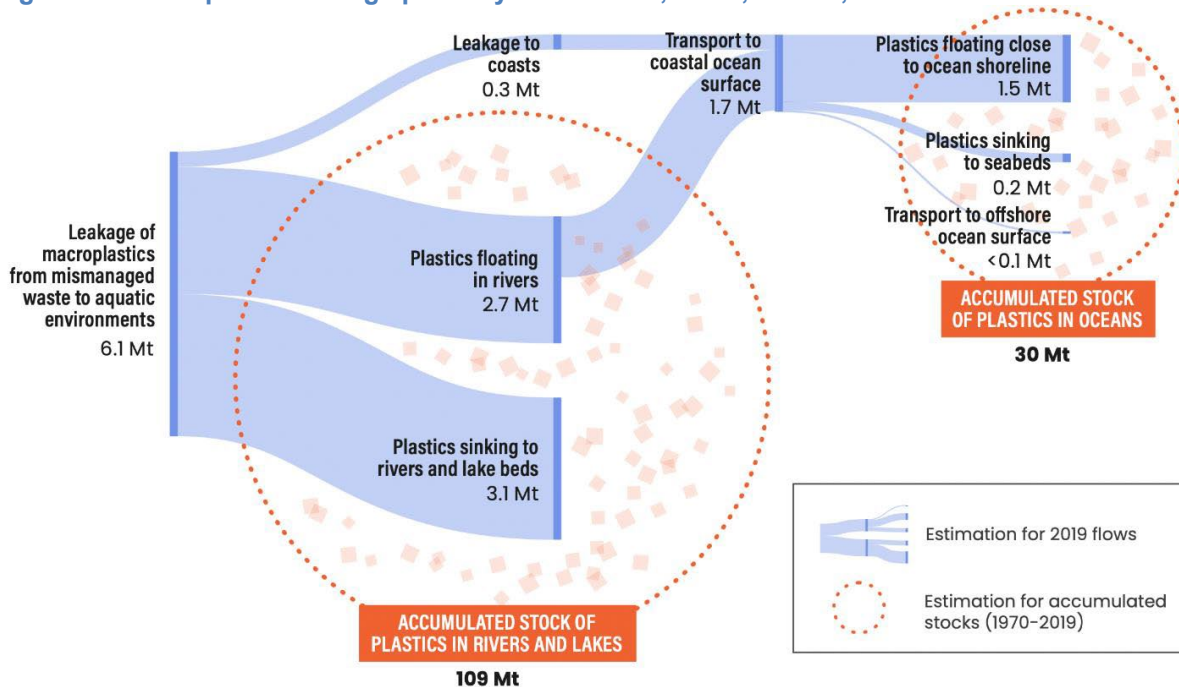 Leakage to
coasts
0.3 Mt
Transport to
coastal ocean
surface
1.7 Mt
Plastics floating close
to ocean shoreline
1.5 Mt
Plastics sinking
to seabeds
0.2 Mt
Transport to offshore
ocean surface
<0.1 Mt
ACCUMULATED STOCK
OF PLASTICS IN OCEANS
30 Mt
Leakage of
macroplastics
from mismanaged
waste to aquatic
environments
6.1 Mt
Plastics floating
in rivers
2.7 Mt
Plastics sinking to
rivers and lake beds
3.1 Mt
ACCUMULATED STOCK OF
PLASTICS IN RIVERS AND LAKES
109 Mt
Estimation for 2019 flows
Estimation for accumulated
stocks (1970-2019)